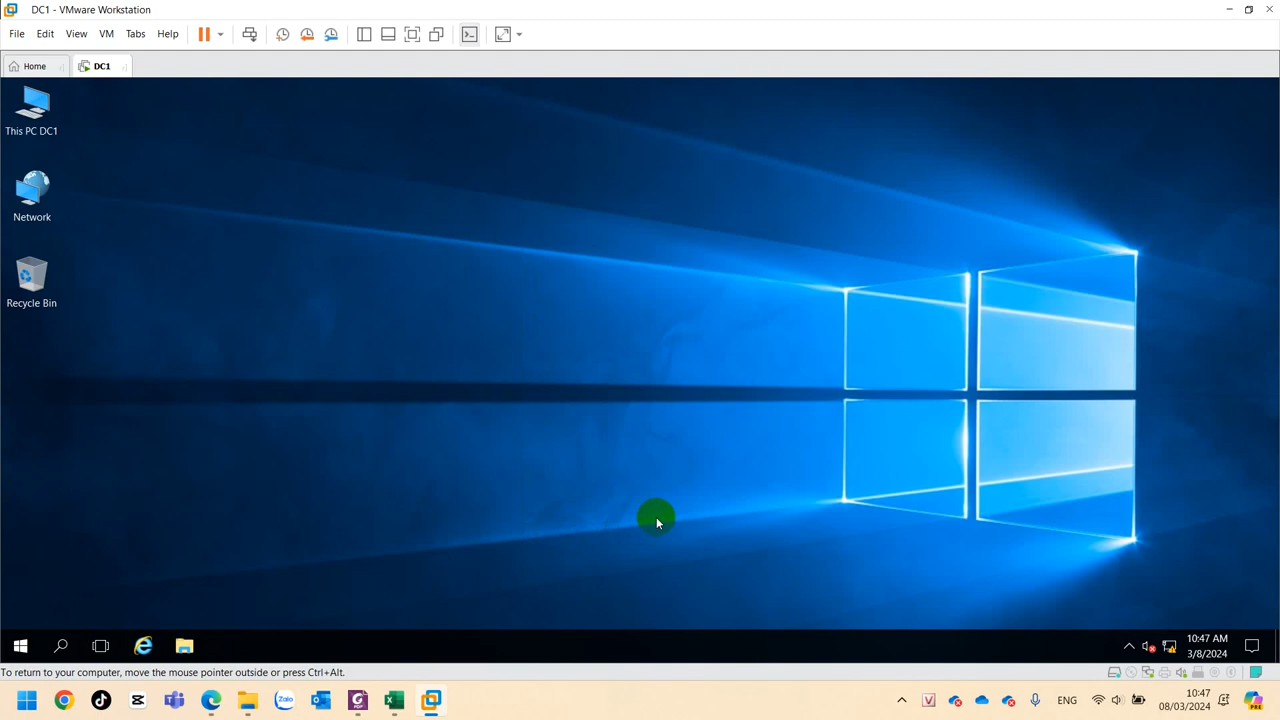 DC1 - VMware Workstation
File Edit View VM Tabs Help
Home DC1
This PC DC1
Network
Recycle Bin
10:47 AM
3/8/2024
To return to your computer, move the mouse pointer outside or press Ctrl+Alt.
ENG
10:47
08/03/2024